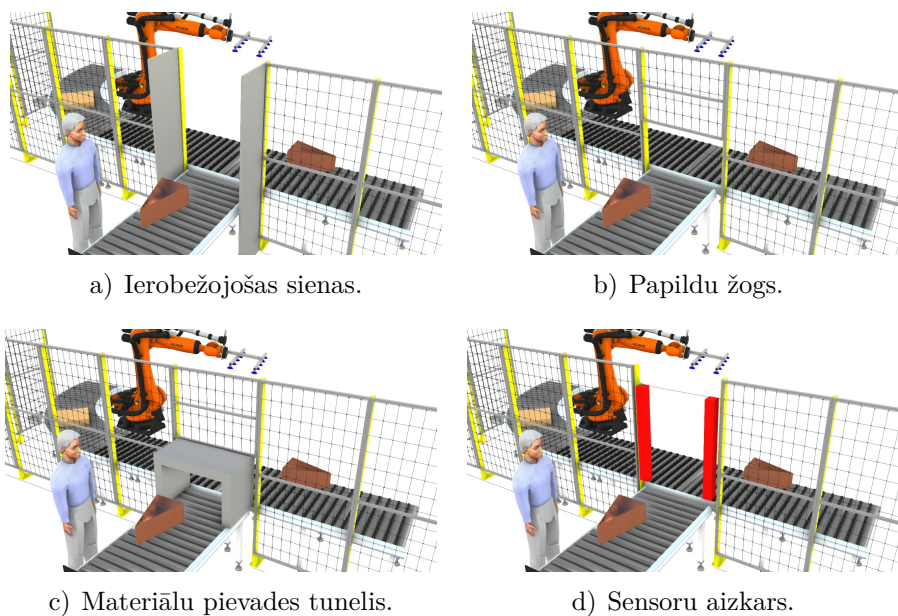 a) Ierobežojošas sienas.
b) Papildu žogs.
c) Materiālu pievades tunelis.
d) Sensoru aizkars.